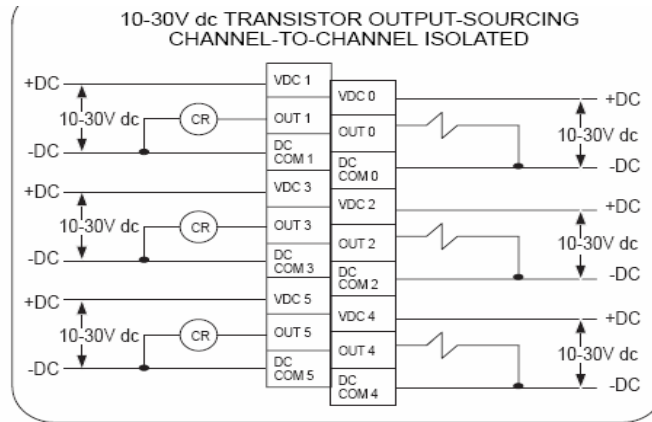 10-30V dc TRANSISTOR OUTPUT-SOURCING
CHANNEL-TO-CHANNEL ISOLATED
+DC
10-30V dc
-DC
CR
+DC
10-30V dc
-DC
CR
+DC
10-30V dc
-DC
CR
VDC 1
OUT 1
DC
COM 1
VDC 3
OUT 3
DC
COM 3
VDC 5
OUT 5
DC
COM 5
VDC 0
OUT 0
DC
COM 0
VDC 2
OUT 2
DC
COM 2
VDC 4
OUT 4
DC
COM 4
+DC
10-30V dc
-DC
+DC
10-30V dc
-DC
+DC
10-30V dc
-DC